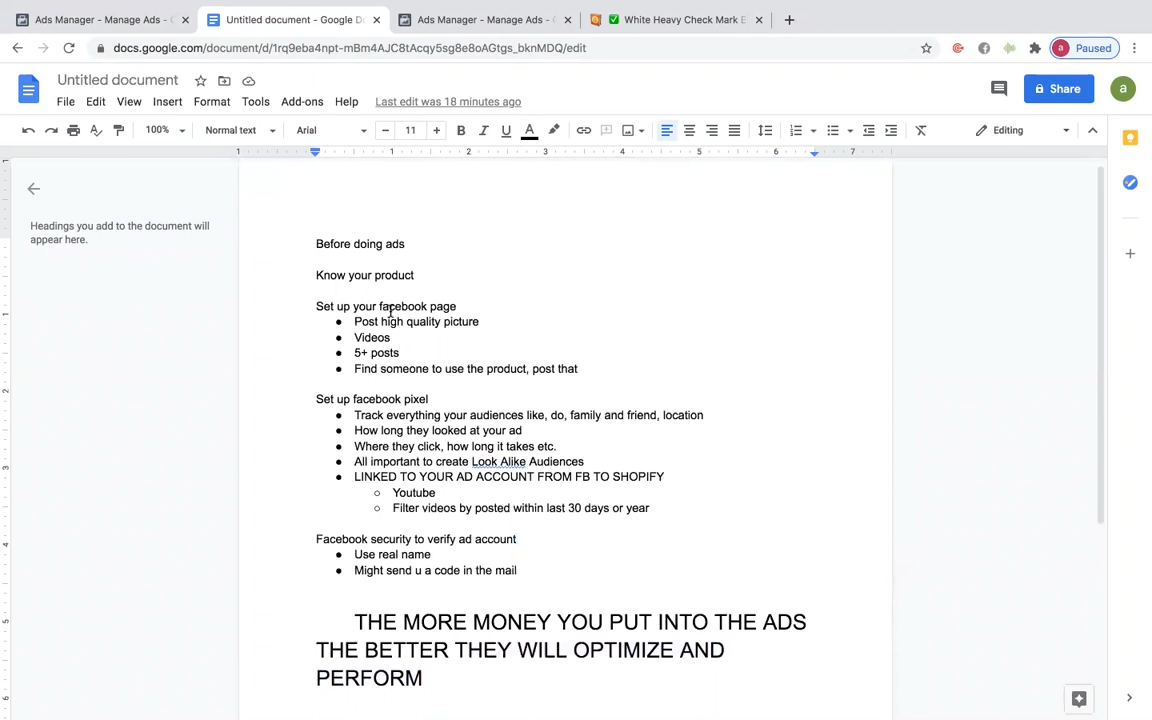 Ads Manager - Manage Ads - C
Untitled document - Google D
Ads Manager - Manage Ads -
✅ White Heavy Check Mark E
docs.google.com/document/d/1rq9eba4npt-mBm4AJC8tAcqy5sg8e8oAGtgs_bknMDQ/edit
a Paused
Untitled document
File Edit View Insert Format Tools Add-ons Help Last edit was 18 minutes ago
Share
a
100% Normal text Arial 11 B I U A Editing
1 1 2 3 4 5 6 7
Headings you add to the document will
appear here.
Before doing ads
Know your product
Set up your facebook page
● Post high quality picture
● Videos
● 5+ posts
● Find someone to use the product, post that
Set up facebook pixel
● Track everything your audiences like, do, family and friend, location
● How long they looked at your ad
● Where they click, how long it takes etc.
● All important to create Look Alike Audiences
● LINKED TO YOUR AD ACCOUNT FROM FB TO SHOPIFY
○ Youtube
○ Filter videos by posted within last 30 days or year
Facebook security to verify ad account
● Use real name
● Might send u a code in the mail
THE MORE MONEY YOU PUT INTO THE ADS
THE BETTER THEY WILL OPTIMIZE AND
PERFORM